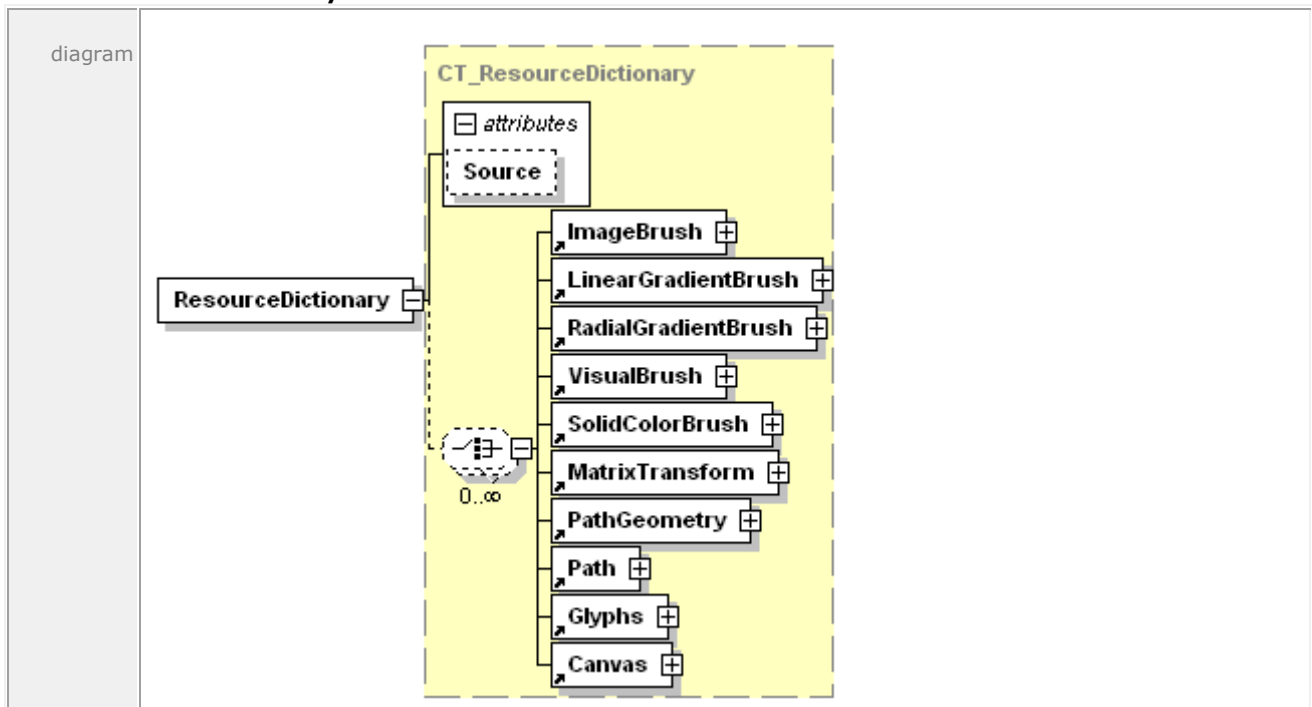 diagram
CT_ResourceDictionary
attributes
Source
ImageBrush
LinearGradientBrush
ResourceDictionary
RadialGradientBrush
VisualBrush
SolidColorBrush
MatrixTransform
0..∞
PathGeometry
Path
Glyphs
Canvas